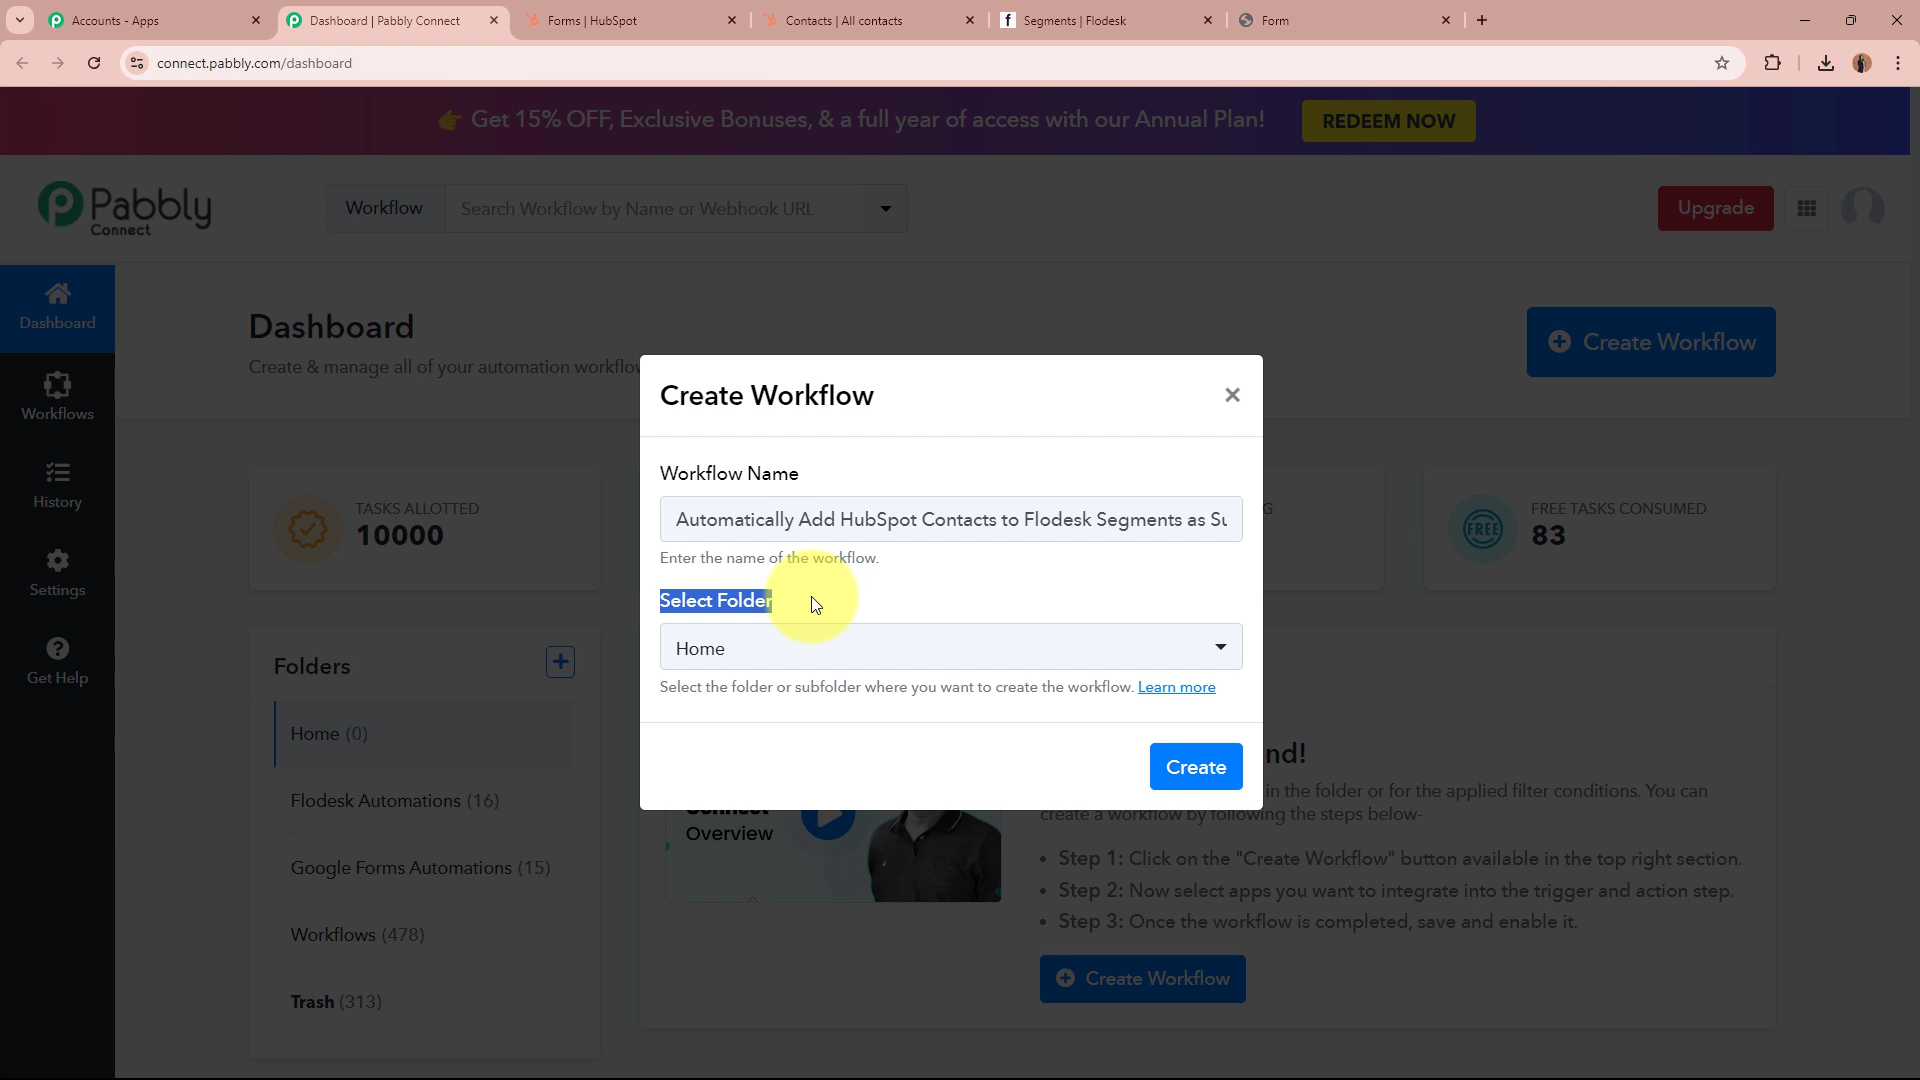 Accounts - Apps
Dashboard | Pabbly Connect
Forms | HubSpot
Contacts | All contacts
Segments | Flodesk
Form
connect.pabbly.com/dashboard
👉 Get 15% OFF, Exclusive Bonuses, & a full year of access with our Annual Plan!
REDEEM NOW
Pabbly
Connect
Workflow
Search Workflow by Name or Webhook URL
Upgrade
Dashboard
Workflows
History
Settings
Get Help
Dashboard
Create & manage all of your automation workflow
Create Workflow
TASKS ALLOTTED
10000
G
FREE
FREE TASKS CONSUMED
83
Folders
Home (0)
Flodesk Automations (16)
Google Forms Automations (15)
Workflows (478)
Trash (313)
Create Workflow
Workflow Name
Automatically Add HubSpot Contacts to Flodesk Segments as Su
Enter the name of the workflow.
Select Folder
Home
Select the folder or subfolder where you want to create the workflow. Learn more
Create
Connect
Overview
nd!
in the folder or for the applied filter conditions. You can
create a workflow by following the steps below-
• Step 1: Click on the "Create Workflow" button available in the top right section.
• Step 2: Now select apps you want to integrate into the trigger and action step.
• Step 3: Once the workflow is completed, save and enable it.
Create Workflow